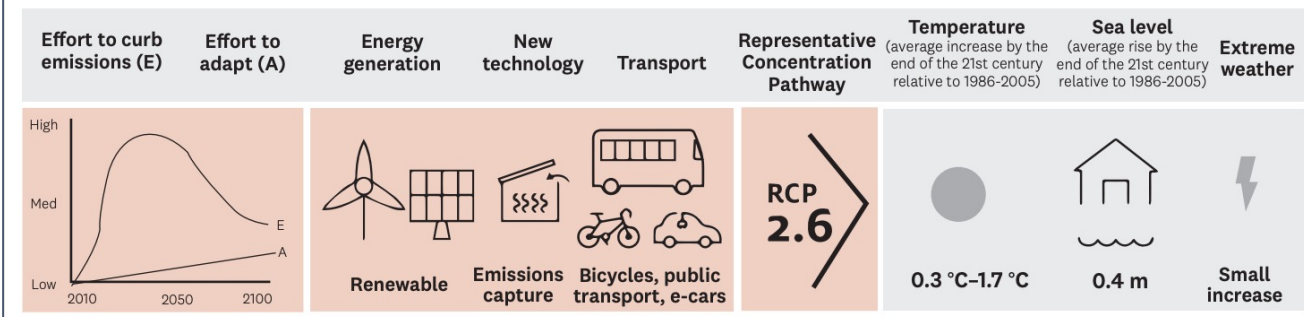 Effort to curb
emissions (E)
Effort to
adapt (A)
Energy
generation
New
technology
Transport
Representative
Concentration
Pathway
Temperature
(average increase by the
end of the 21st century
relative to 1986-2005)
Sea level
(average rise by the
end of the 21st century
relative to 1986-2005)
Extreme
weather
High
Med
Low
2010
2050
2100
E
A
Renewable
Emissions
capture
Bicycles, public
transport, e-cars
RCP
2.6
0.3 °C–1.7 °C
0.4 m
Small
increase